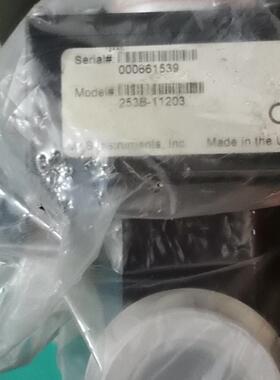 Serial#
000661539
Model#
253B-11203
Instruments, Inc.
Made in the